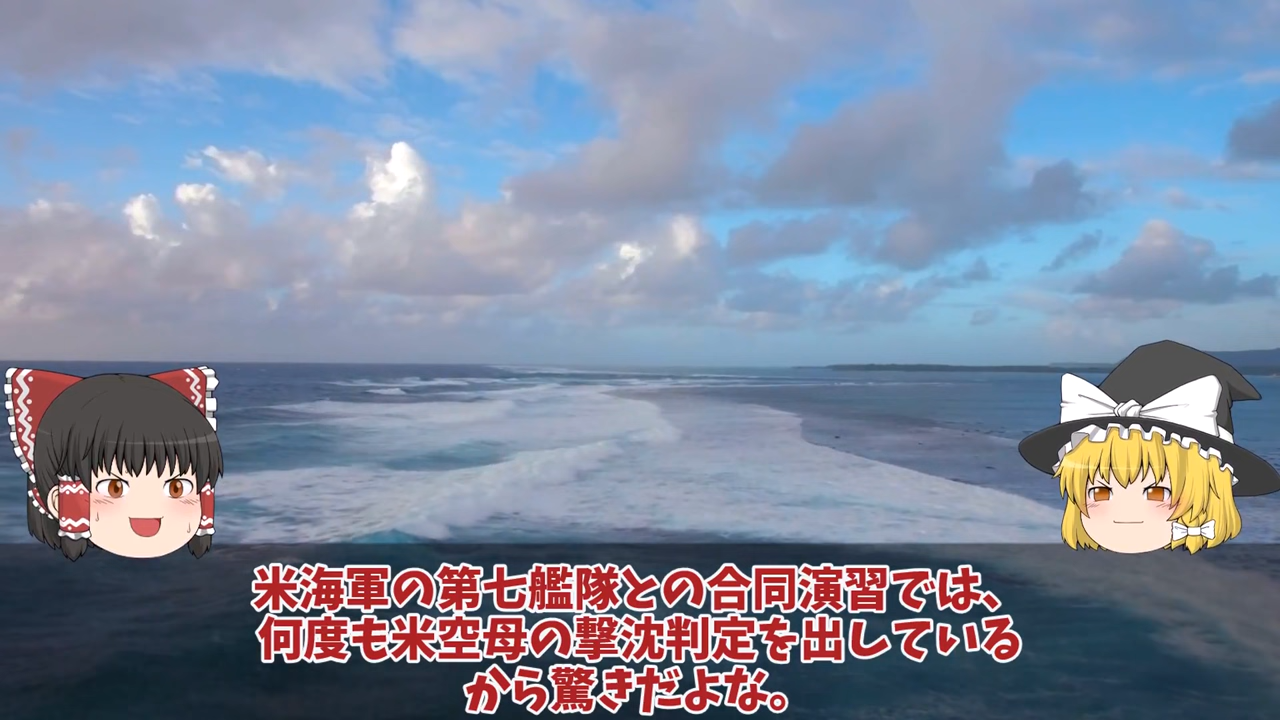 米海軍の第七艦隊との合同演習では、
何度も米空母の撃沈判定を出している
から驚きだよな。